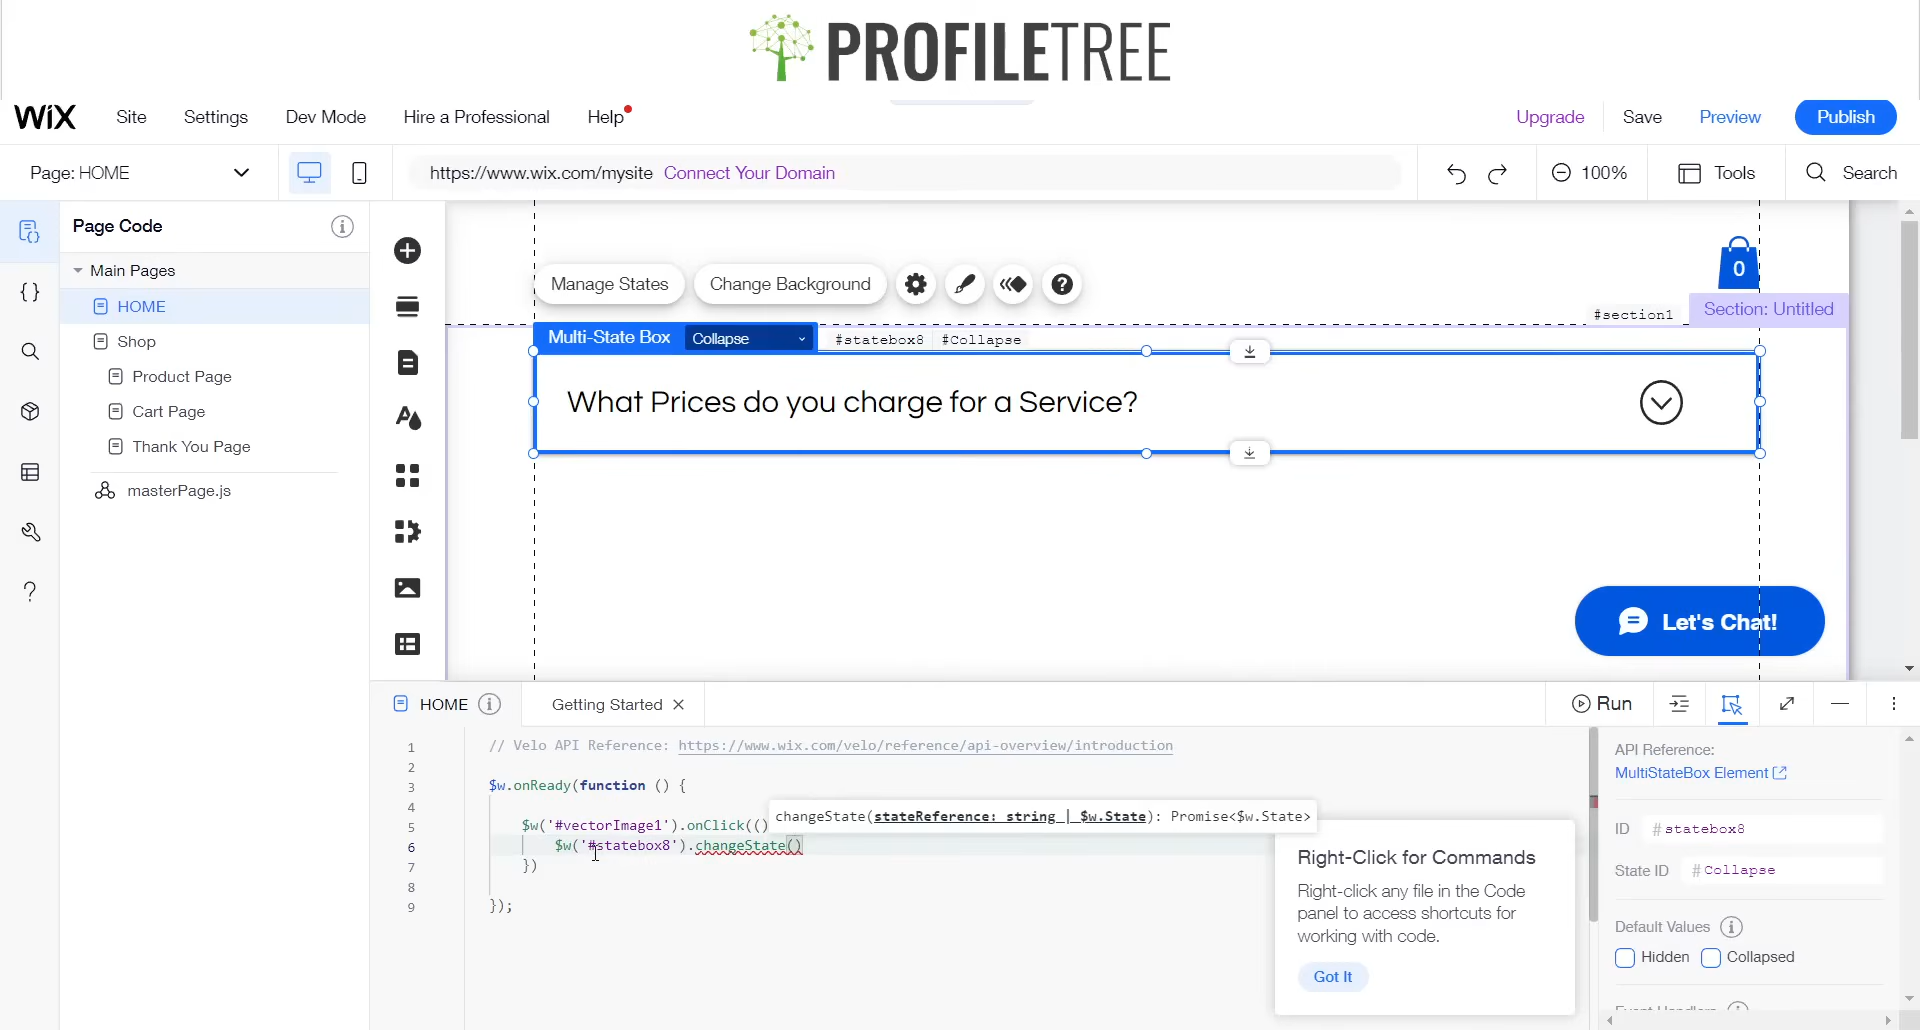 PROFILETREE
WiX
Site
Settings
Dev Mode
Hire a Professional
Help
Upgrade
Save
Preview
Publish
Page: HOME
https://www.wix.com/mysite Connect Your Domain
100%
Tools
Search
Page Code
Main Pages
HOME
Shop
Product Page
Cart Page
Thank You Page
masterPage.js
Manage States
Change Background
0
#section1
Section: Untitled
Multi-State Box
Collapse
#statebox8
#Collapse
What Prices do you charge for a Service?
Let's Chat!
HOME
Getting Started
Run
1 // Velo API Reference: https://www.wix.com/velo/reference/api-overview/introduction
2
3 $w.onReady(function () {
4
changeState(stateReference: string | $w.State): Promise<$w.State>
5 $w('#vectorImage1').onClick(()
6 $w('#statebox8').changeState()
7 })
8
9 });
Right-Click for Commands
Right-click any file in the Code
panel to access shortcuts for
working with code.
Got It
API Reference:
MultiStateBox Element
ID #statebox8
State ID #Collapse
Default Values
Hidden
Collapsed